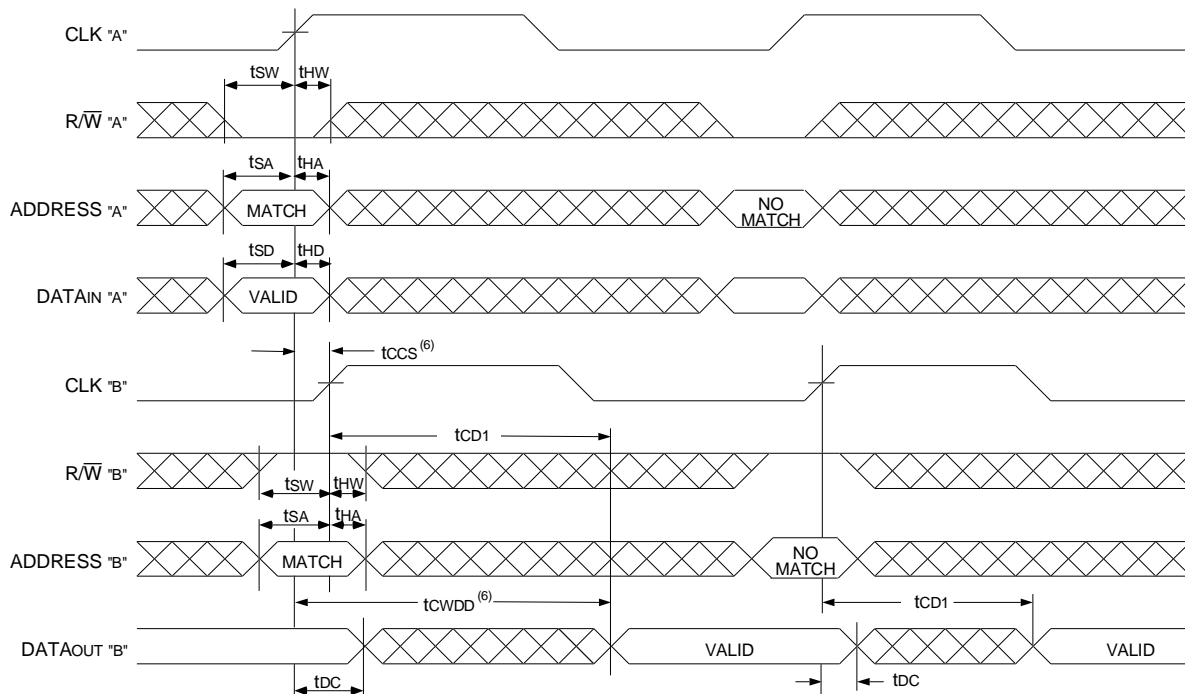 CLK "A"
tSW tHW
R/W̅ "A"
tSA tHA
ADDRESS "A" MATCH NO MATCH
tSD tHD
DATAIN "A" VALID
tCCS (6)
CLK "B"
tCD1
R/W̅ "B"
tSW tHW
tSA tHA
ADDRESS "B" MATCH NO MATCH
tCWDD (6) tCD1
DATAOUT "B" VALID VALID
tDC tDC